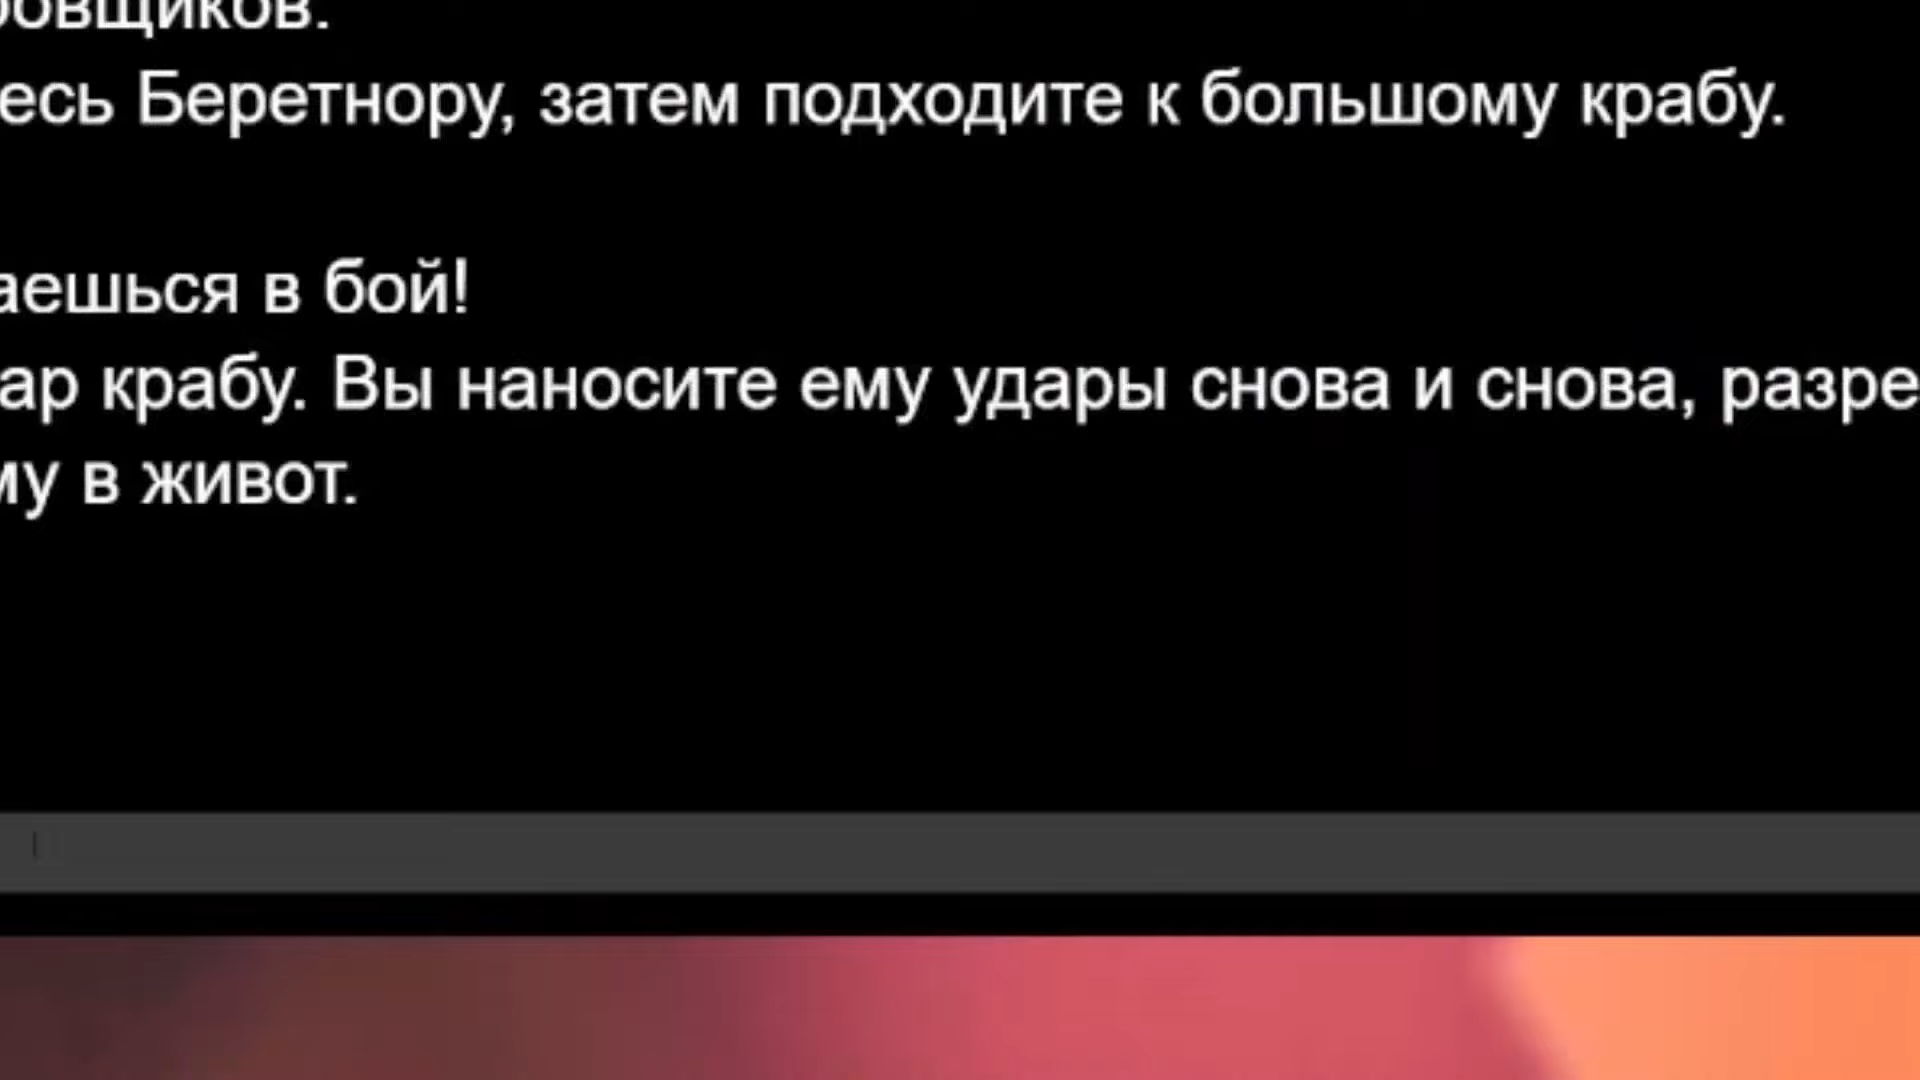 овщиков.
есь Беретнору, затем подходите к большому крабу.
аешься в бой!
ар крабу. Вы наносите ему удары снова и снова, разре
му в живот.